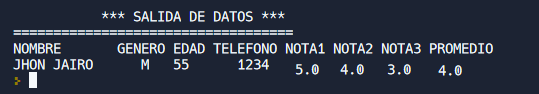 *** SALIDA DE DATOS ***
===================================
NOMBRE GENERO EDAD TELEFONO NOTA1 NOTA2 NOTA3 PROMEDIO
JHON JAIRO M 55 1234 5.0 4.0 3.0 4.0
>